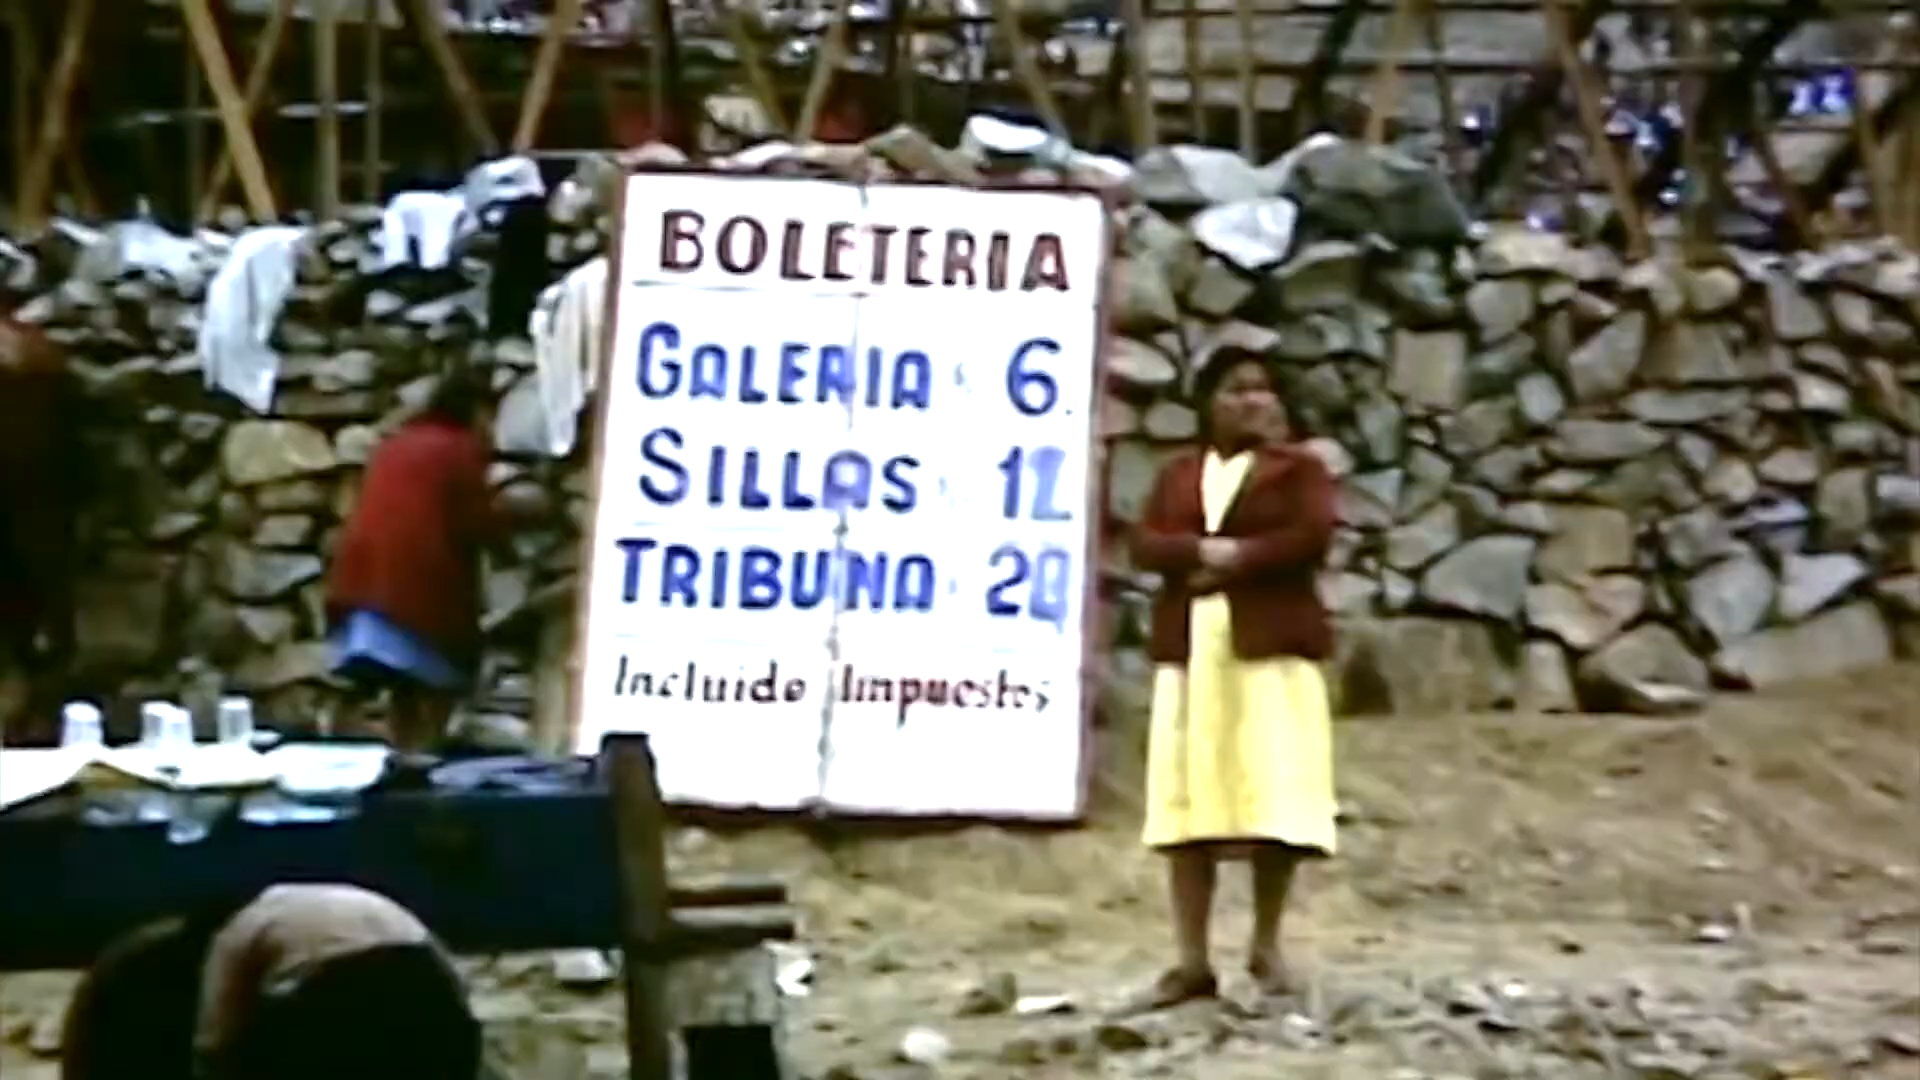 BOLETERIA
GALERIA 6
SILLAS 12
TRIBUNA 20
Incluido Impuestos